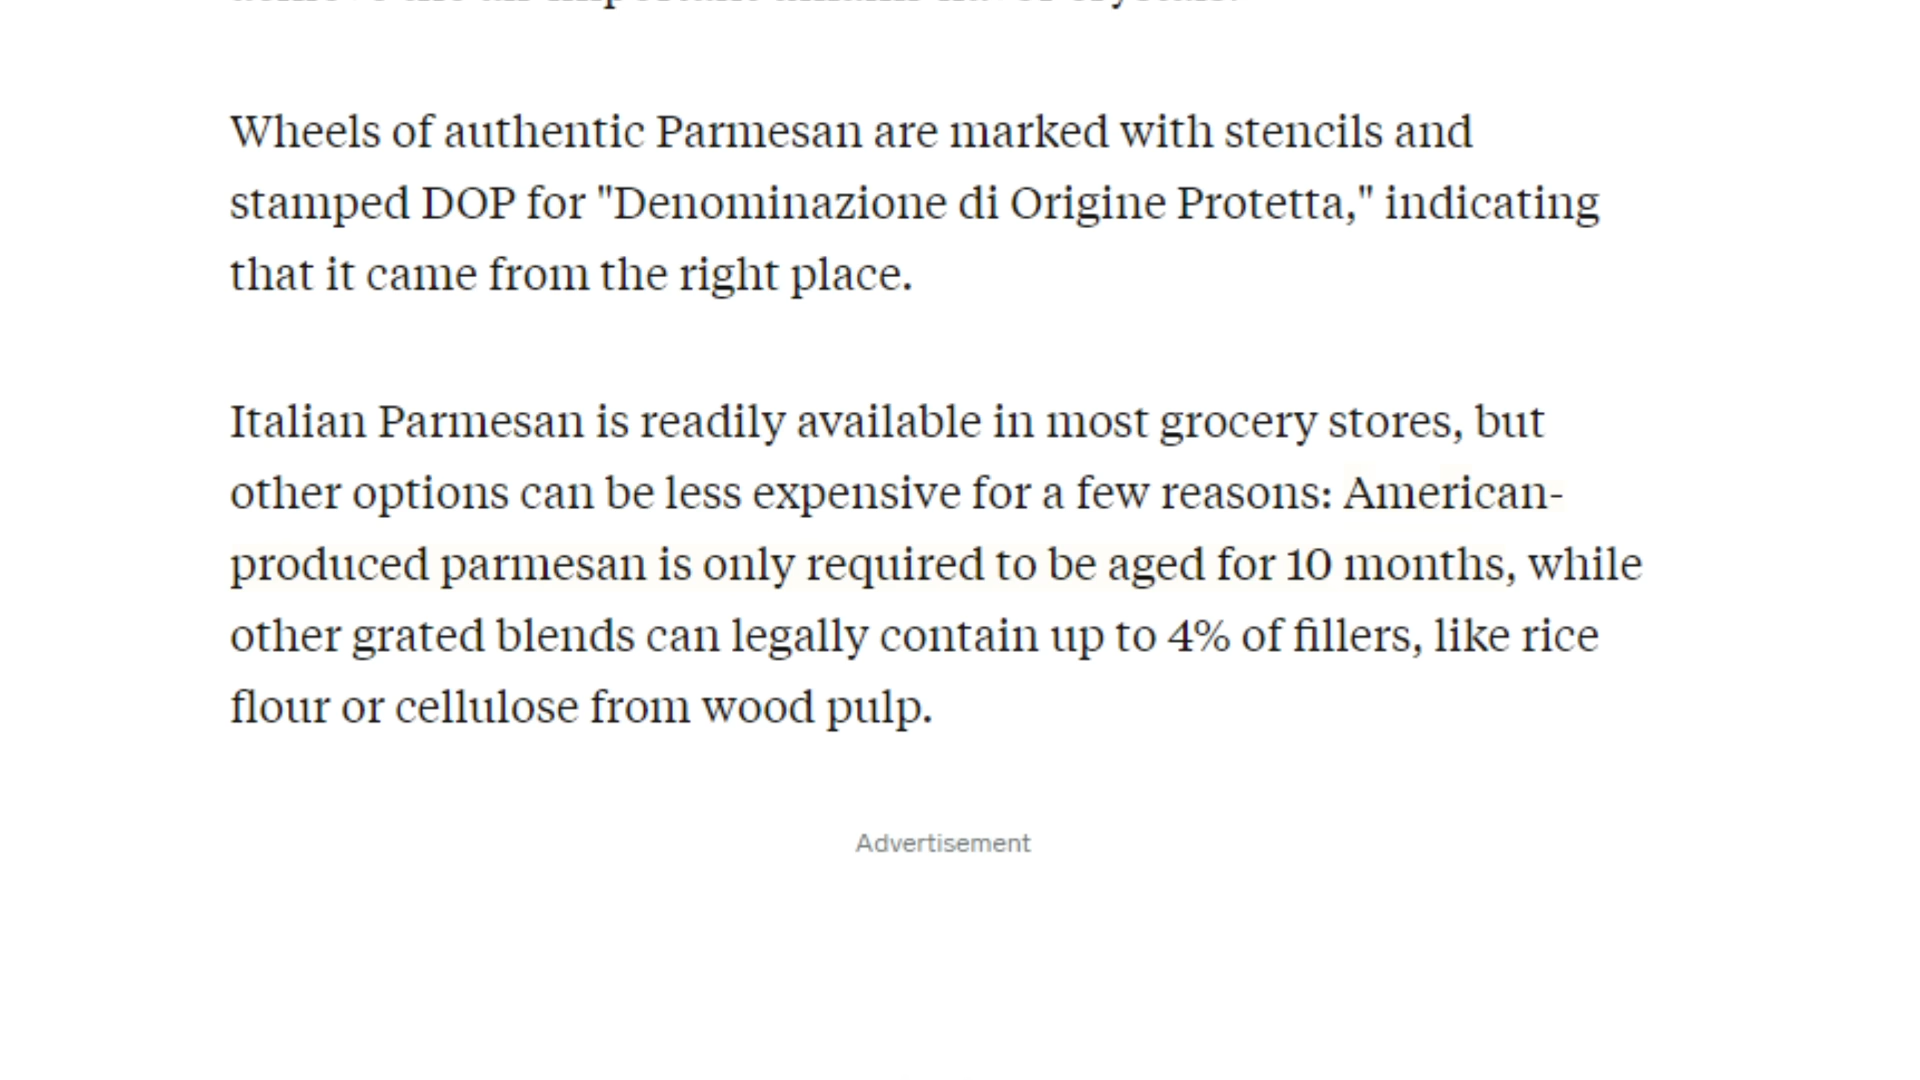 Wheels of authentic Parmesan are marked with stencils and
stamped DOP for "Denominazione di Origine Protetta," indicating
that it came from the right place.
Italian Parmesan is readily available in most grocery stores, but
other options can be less expensive for a few reasons: American-
produced parmesan is only required to be aged for 10 months, while
other grated blends can legally contain up to 4% of fillers, like rice
flour or cellulose from wood pulp.
Advertisement